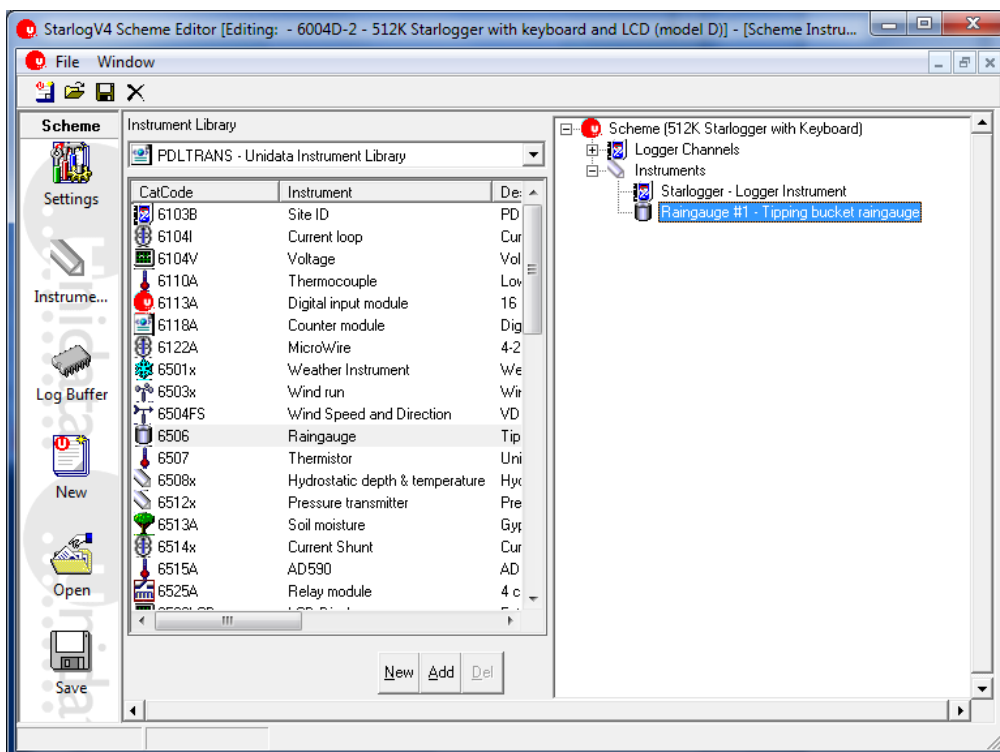 StarlogV4 Scheme Editor [Editing: - 6004D-2 - 512K Starlogger with keyboard and LCD (model D)] - [Scheme Instru...
File Window
Scheme
Settings
Instrume...
Log Buffer
New
Open
Save
Instrument Library
PDLTRANS - Unidata Instrument Library
CatCode Instrument De
6103B Site ID PD
6104I Current loop Cur
6104V Voltage Vol
6110A Thermocouple Lov
6113A Digital input module 16
6118A Counter module Dig
6122A MicroWire 4-2
6501x Weather Instrument We
6503x Wind run Wir
6504FS Wind Speed and Direction VD
6506 Raingauge Tip
6507 Thermistor Uni
6508x Hydrostatic depth & temperature Hyd
6512x Pressure transmitter Pre
6513A Soil moisture Gyp
6514x Current Shunt Cur
6515A AD590 AD
6525A Relay module 4 c
New Add Del
Scheme (512K Starlogger with Keyboard)
Logger Channels
Instruments
Starlogger - Logger Instrument
Raingauge #1 - Tipping bucket raingauge